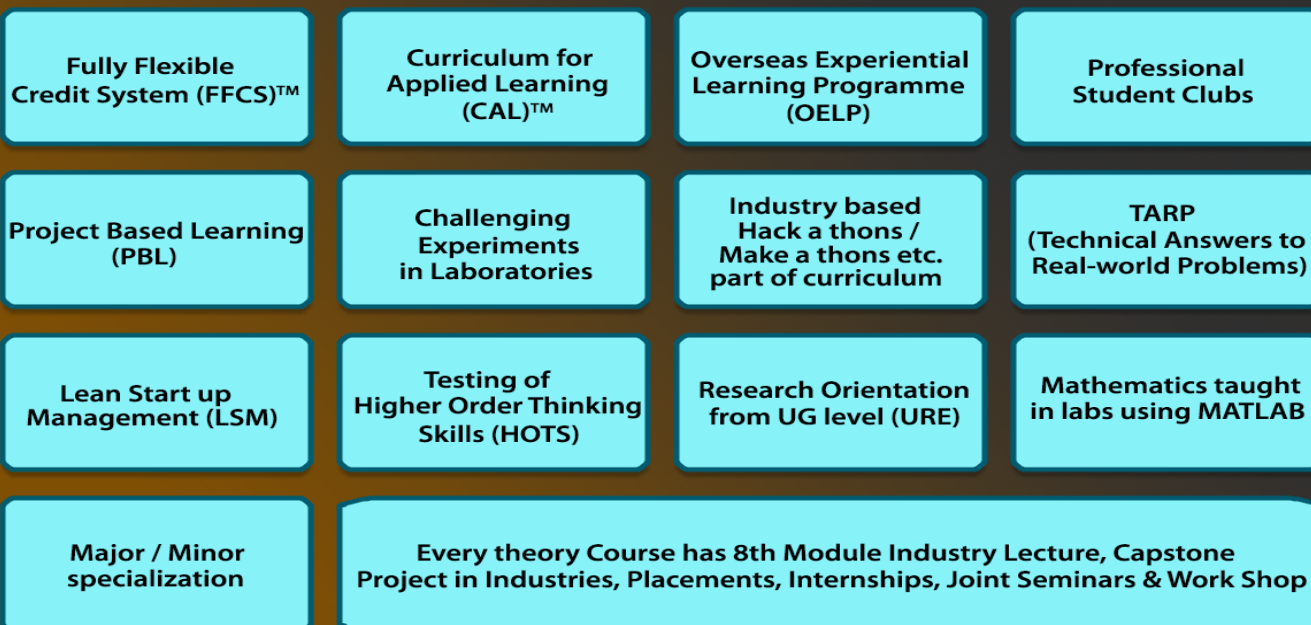 Fully Flexible
Credit System (FFCS)™
Curriculum for
Applied Learning
(CAL)™
Overseas Experiential
Learning Programme
(OELP)
Professional
Student Clubs
Project Based Learning
(PBL)
Challenging
Experiments
in Laboratories
Industry based
Hack a thons /
Make a thons etc.
part of curriculum
TARP
(Technical Answers to
Real-world Problems)
Lean Start up
Management (LSM)
Testing of
Higher Order Thinking
Skills (HOTS)
Research Orientation
from UG level (URE)
Mathematics taught
in labs using MATLAB
Major / Minor
specialization
Every theory Course has 8th Module Industry Lecture, Capstone
Project in Industries, Placements, Internships, Joint Seminars & Work Shop